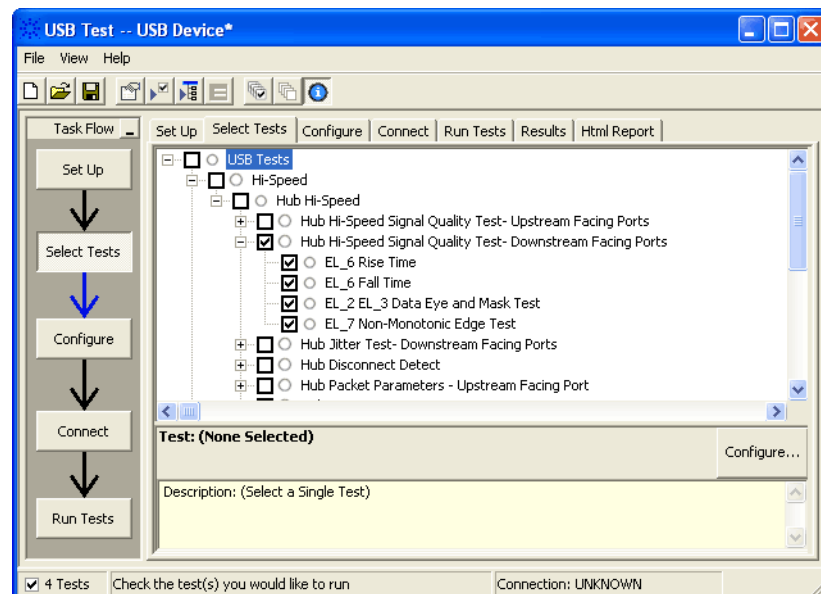 USB Test -- USB Device*
File View Help
Task Flow
Set Up
Select Tests
Configure
Connect
Run Tests
Set Up Select Tests Configure Connect Run Tests Results Html Report
USB Tests
Hi-Speed
Hub Hi-Speed
Hub Hi-Speed Signal Quality Test- Upstream Facing Ports
Hub Hi-Speed Signal Quality Test- Downstream Facing Ports
EL_6 Rise Time
EL_6 Fall Time
EL_2 EL_3 Data Eye and Mask Test
EL_7 Non-Monotonic Edge Test
Hub Jitter Test- Downstream Facing Ports
Hub Disconnect Detect
Hub Packet Parameters - Upstream Facing Port
Test: (None Selected)
Configure...
Description: (Select a Single Test)
4 Tests Check the test(s) you would like to run Connection: UNKNOWN